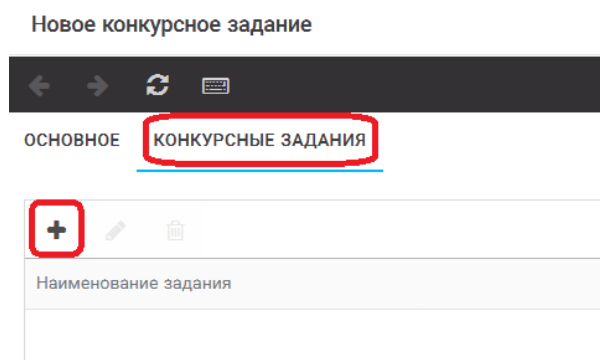 Новое конкурсное задание
ОСНОВНОЕ КОНКУРСНЫЕ ЗАДАНИЯ
Наименование задания